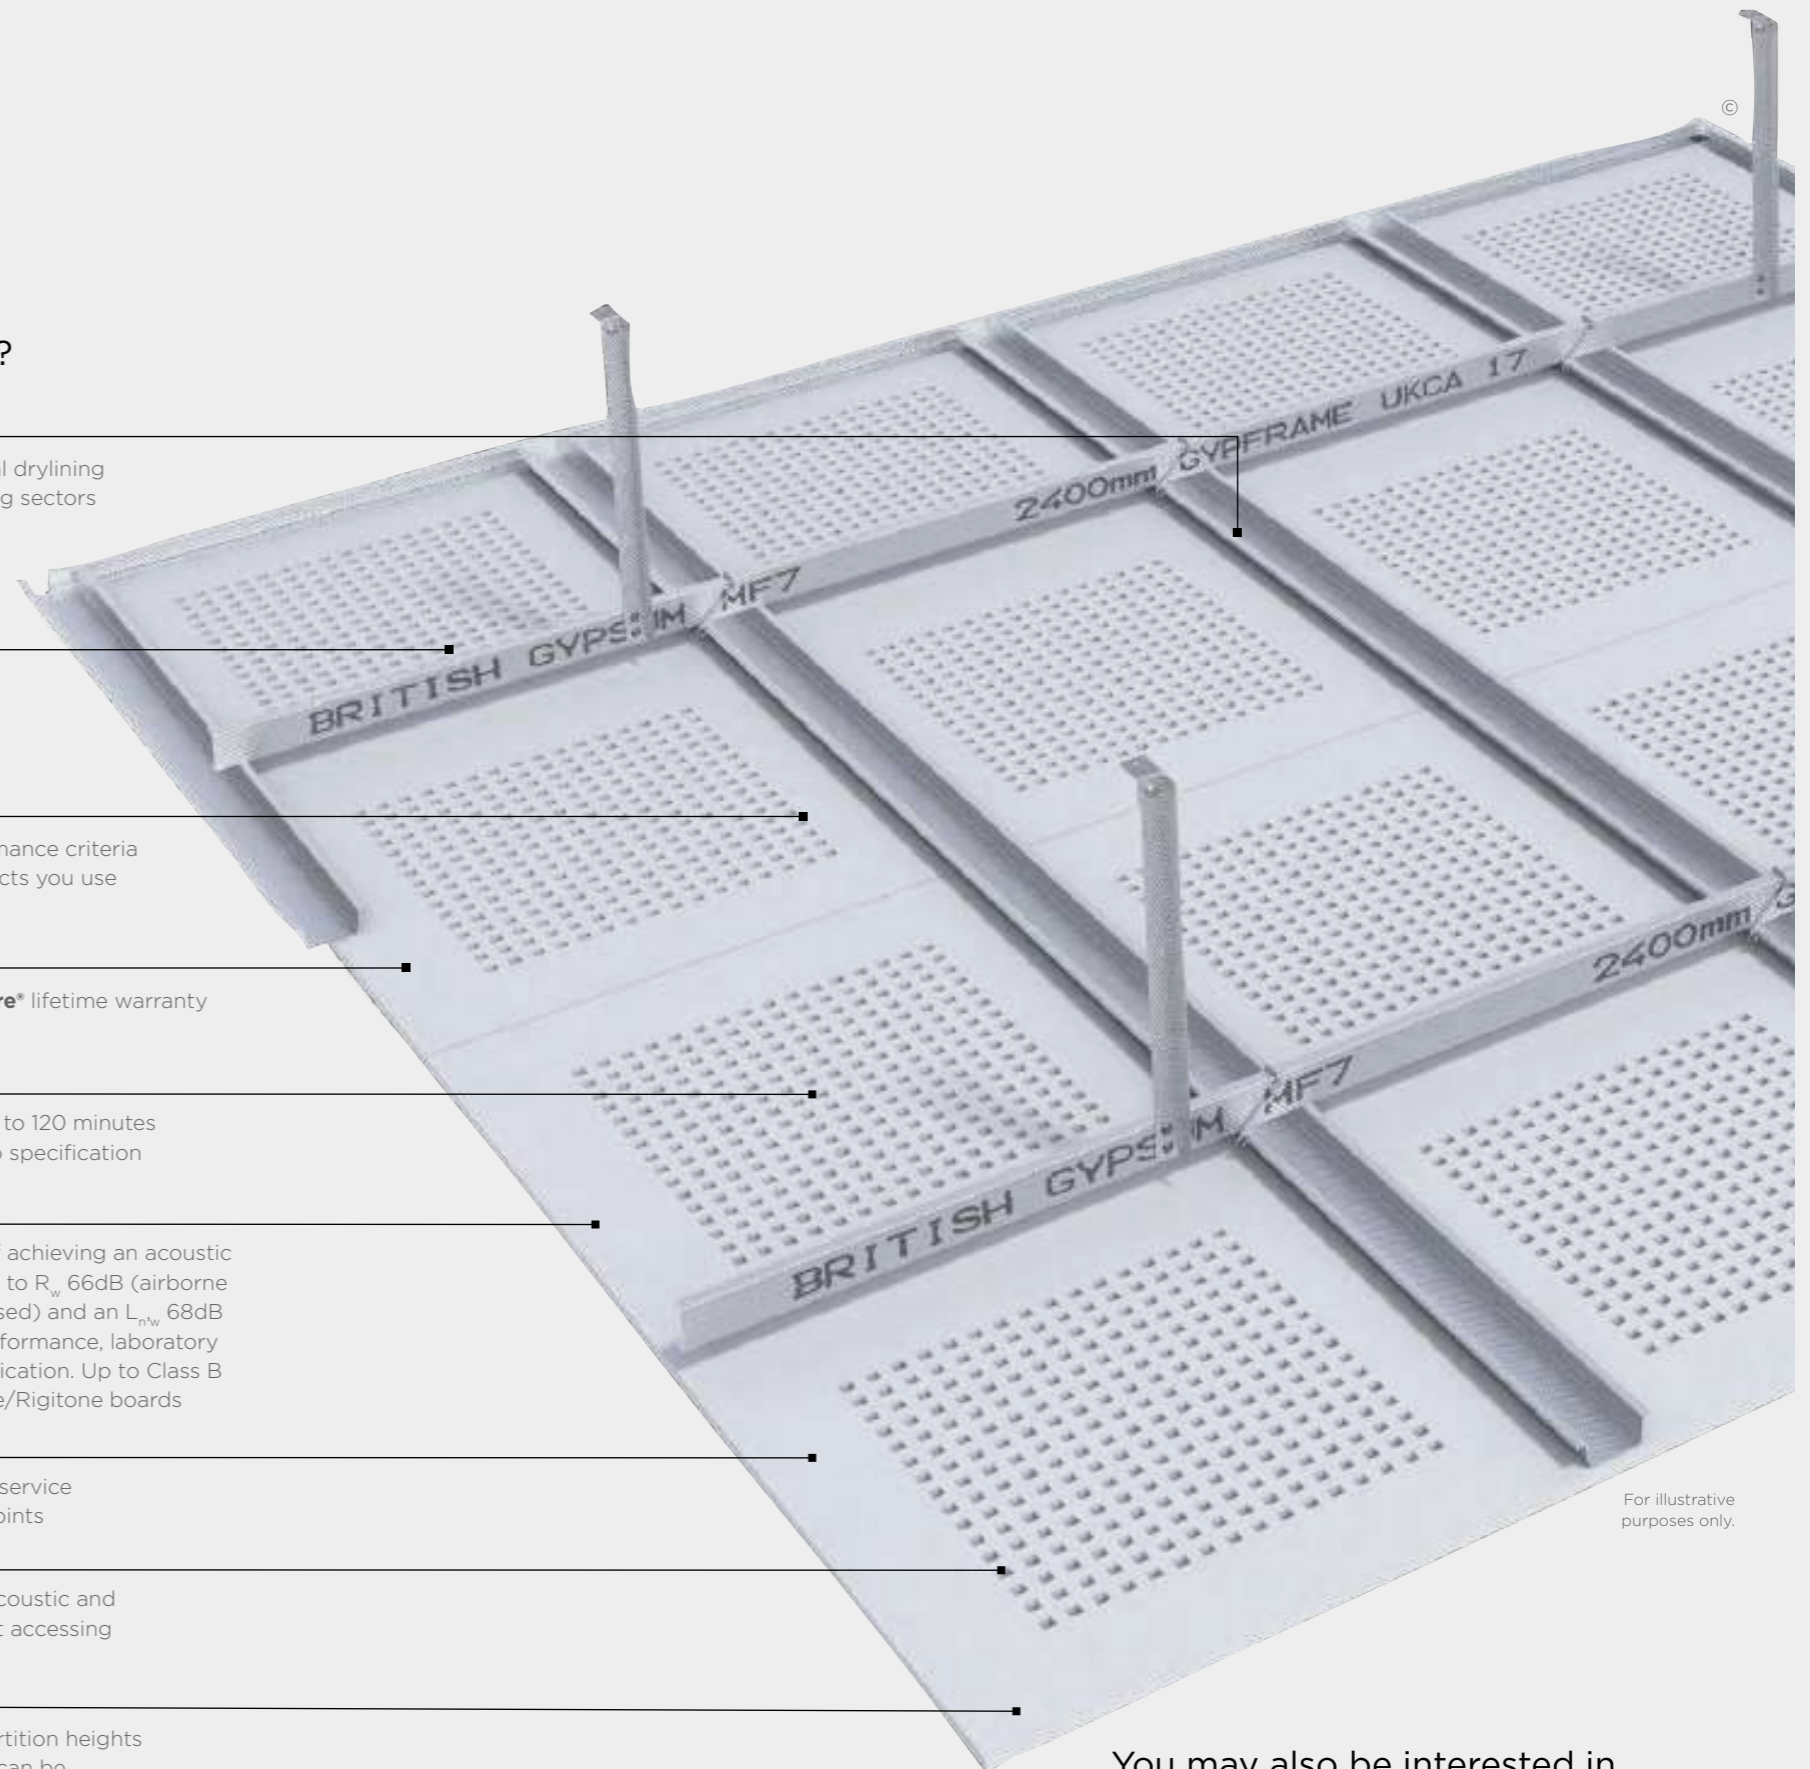 ©
?
l drylining
g sectors
mance criteria
cts you use
re® lifetime warranty
to 120 minutes
o specification
f achieving an acoustic
to Rw 66dB (airborne
sed) and an Ln'w 68dB
formance, laboratory
ication. Up to Class B
e/Rigitone boards
service
oints
coustic and
t accessing
rtition heights
can be
BRITISH GYPSUM MF7 2400mm GYPFRAME UKCA 17
BRITISH GYPSUM MF7 2400mm G
For illustrative
purposes only.
You may also be interested in